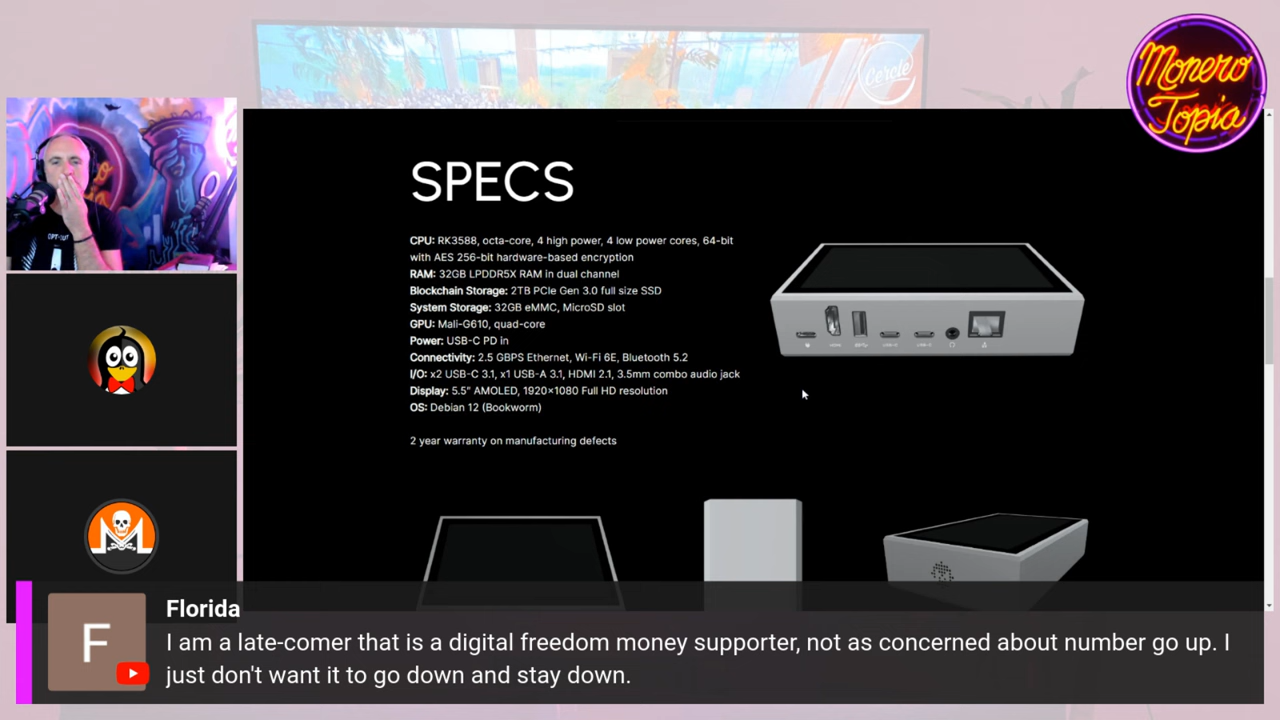 Cercle
Monero
Topia
OPT-OUT
SPECS
CPU: RK3588, octa-core, 4 high power, 4 low power cores, 64-bit
with AES 256-bit hardware-based encryption
RAM: 32GB LPDDR5X RAM in dual channel
Blockchain Storage: 2TB PCIe Gen 3.0 full size SSD
System Storage: 32GB eMMC, MicroSD slot
GPU: Mali-G610, quad-core
Power: USB-C PD in
Connectivity: 2.5 GBPS Ethernet, Wi-Fi 6E, Bluetooth 5.2
I/O: x2 USB-C 3.1, x1 USB-A 3.1, HDMI 2.1, 3.5mm combo audio jack
Display: 5.5" AMOLED, 1920×1080 Full HD resolution
OS: Debian 12 (Bookworm)
2 year warranty on manufacturing defects
F
Florida
I am a late-comer that is a digital freedom money supporter, not as concerned about number go up. I
just don't want it to go down and stay down.